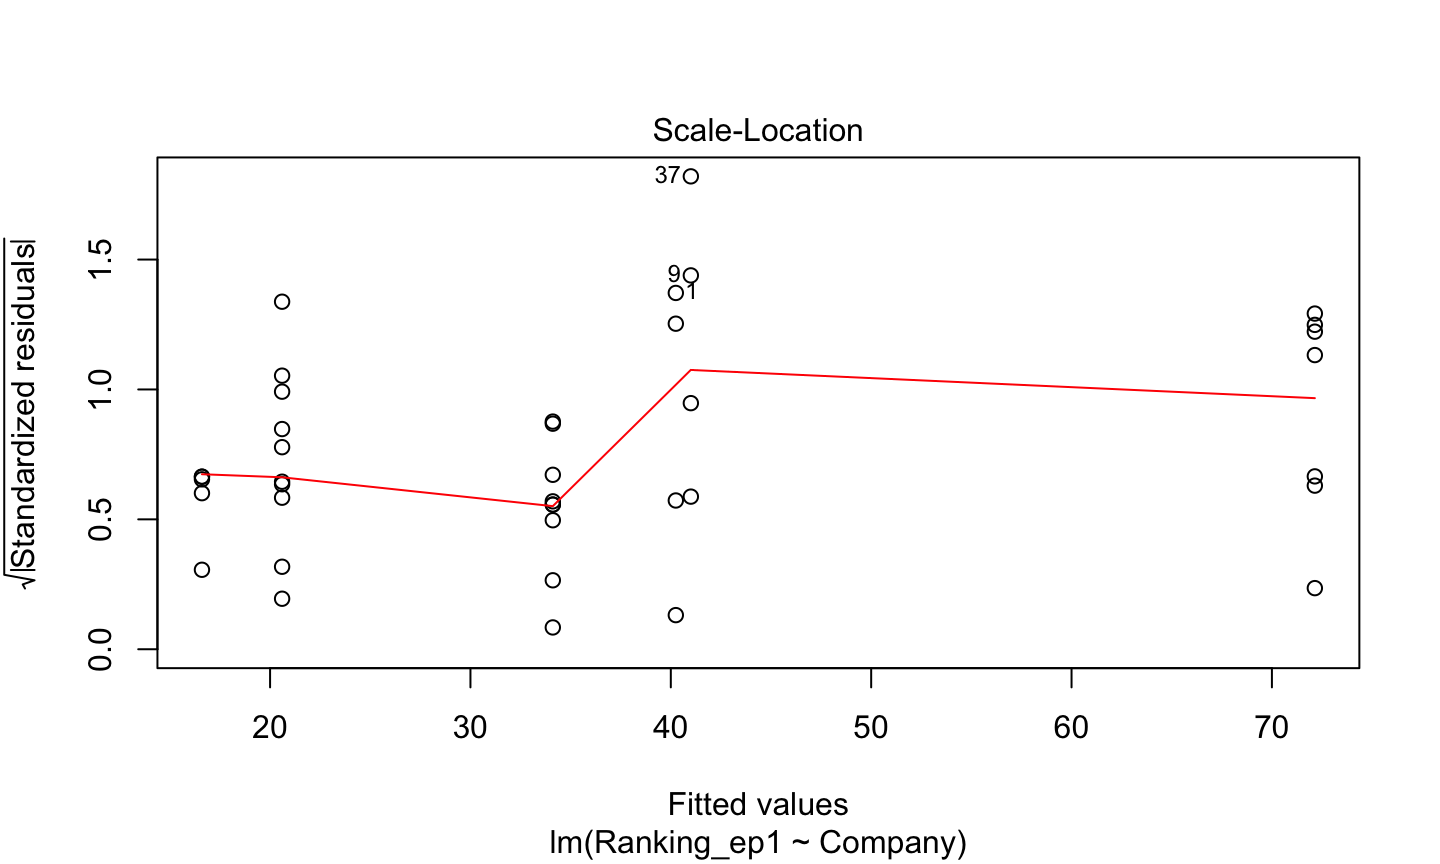 Scale-Location
√|Standardized residuals|
0.0 0.5 1.0 1.5
37
9
1
20 30 40 50 60 70
Fitted values
lm(Ranking_ep1 ~ Company)